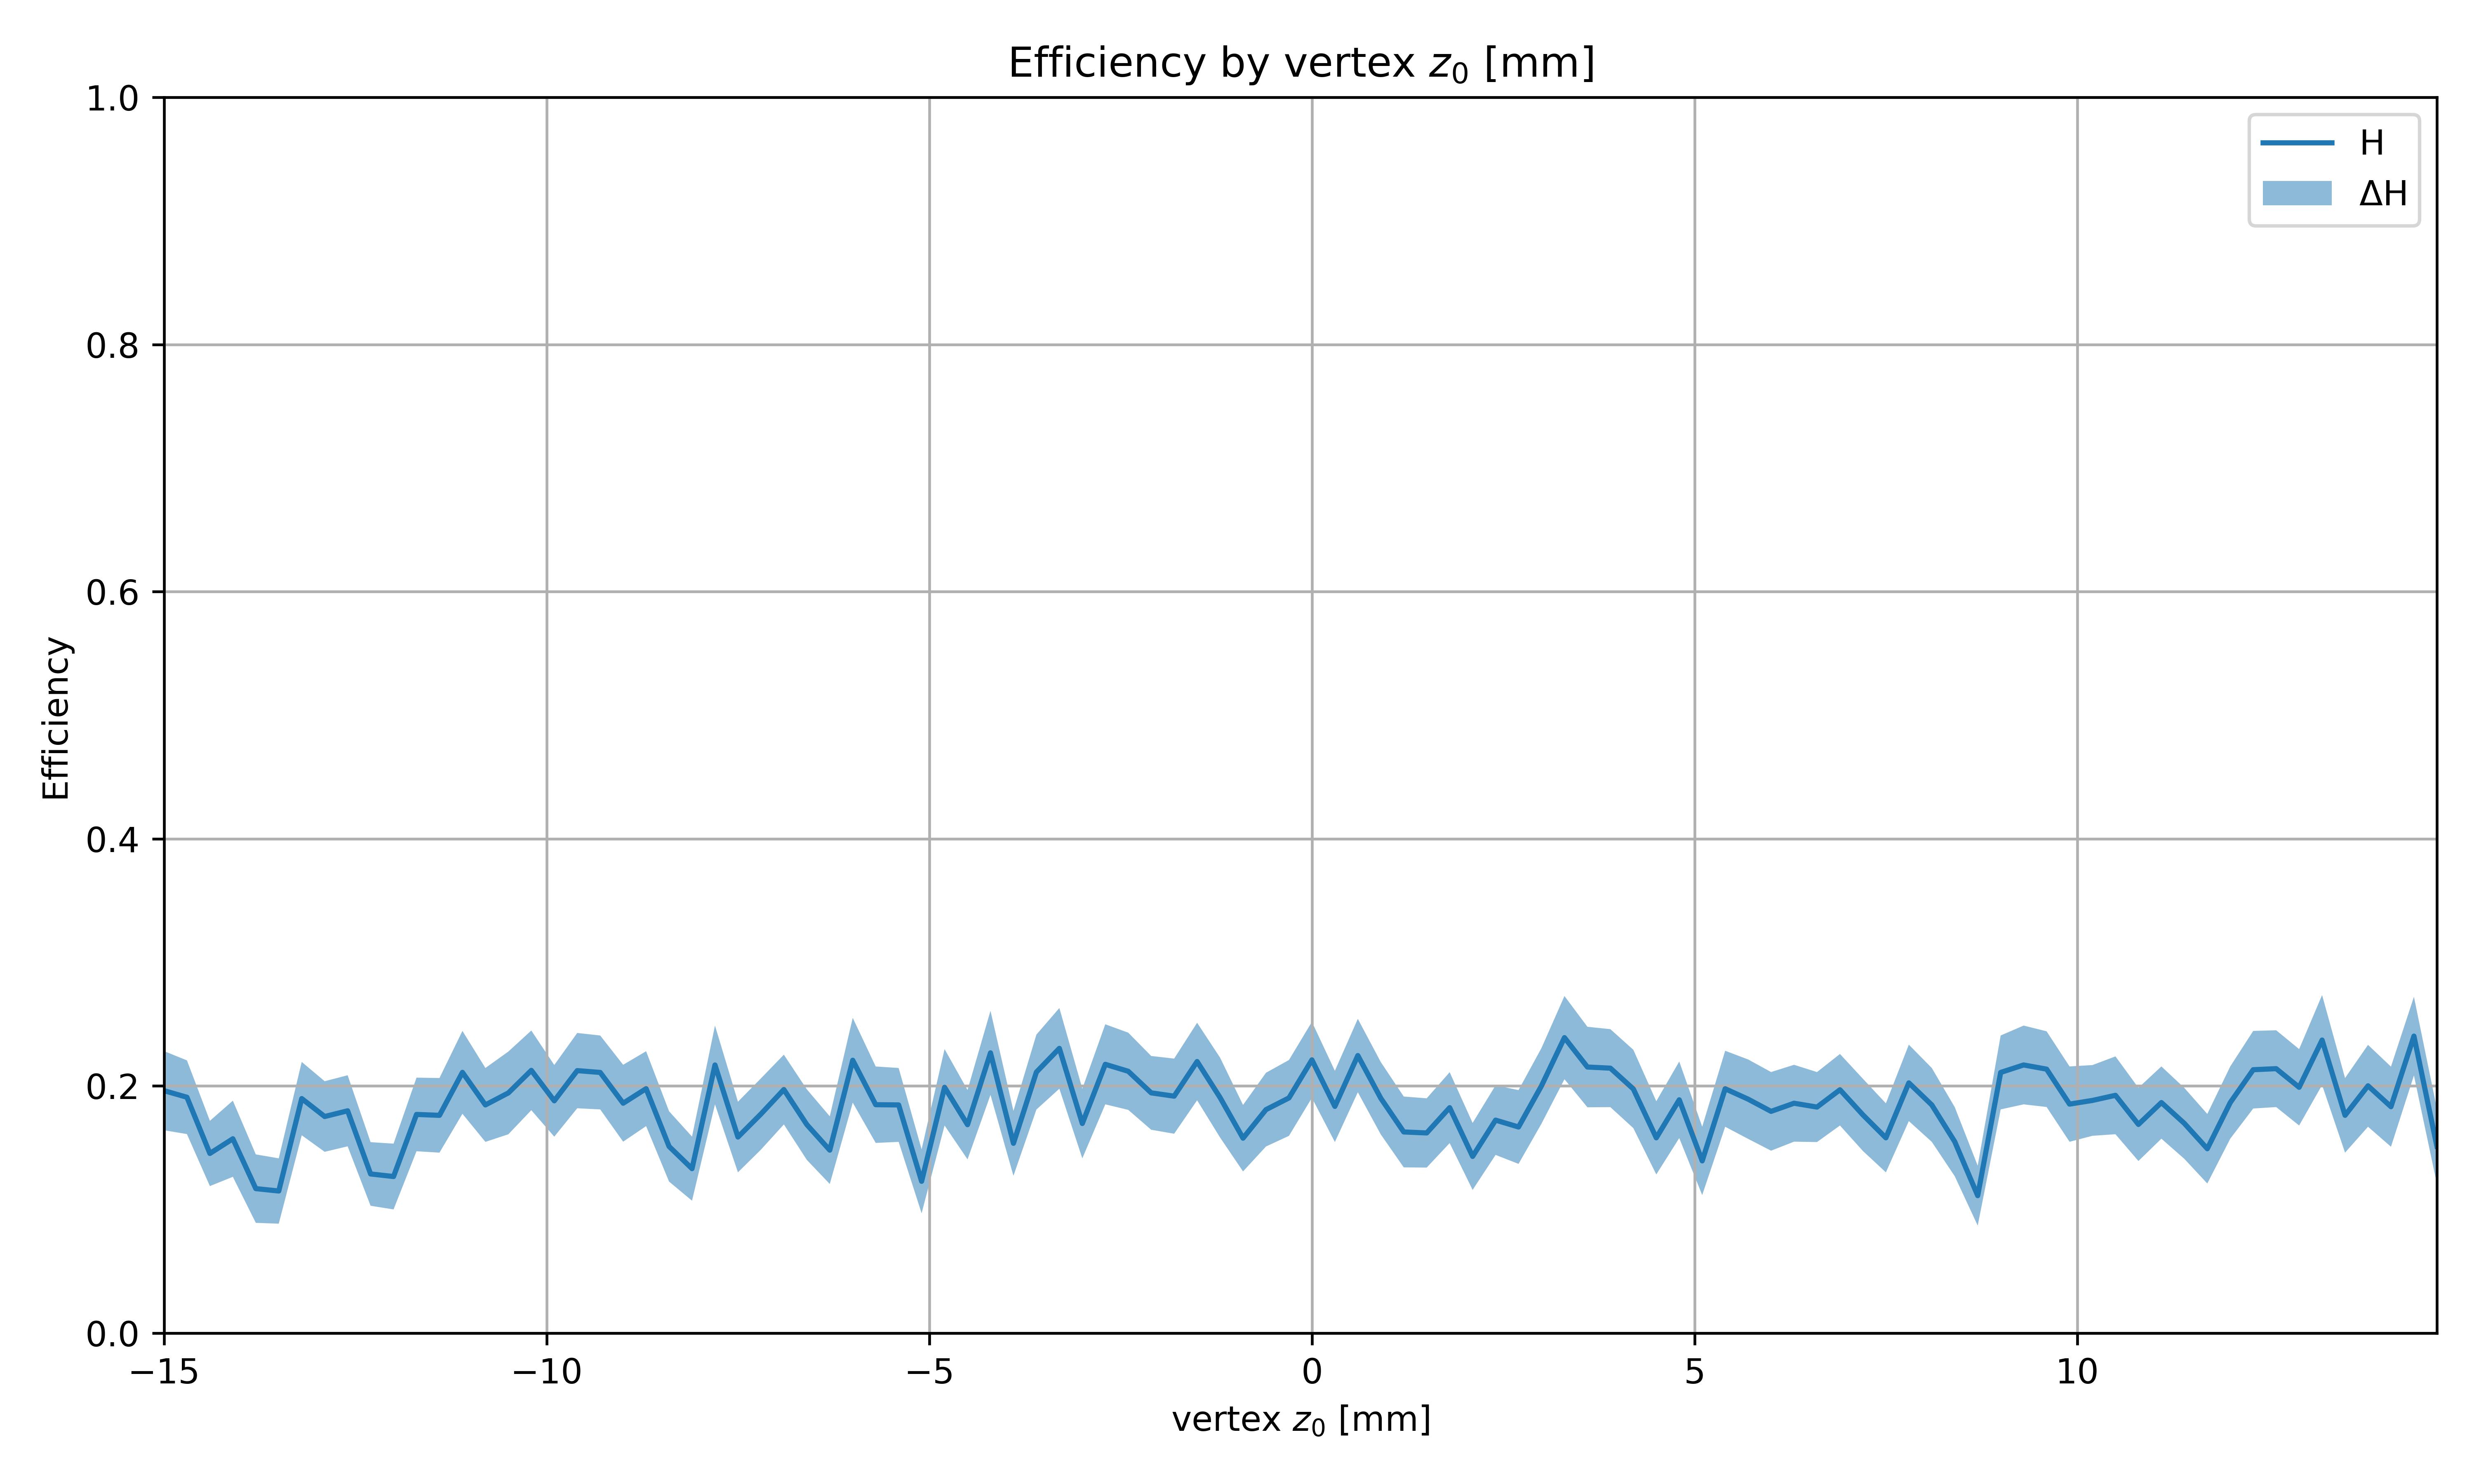 Efficiency by vertex z₀ [mm]
H
ΔH
1.0
0.8
0.6
0.4
0.2
0.0
Efficiency
−15
−10
−5
0
5
10
vertex z₀ [mm]